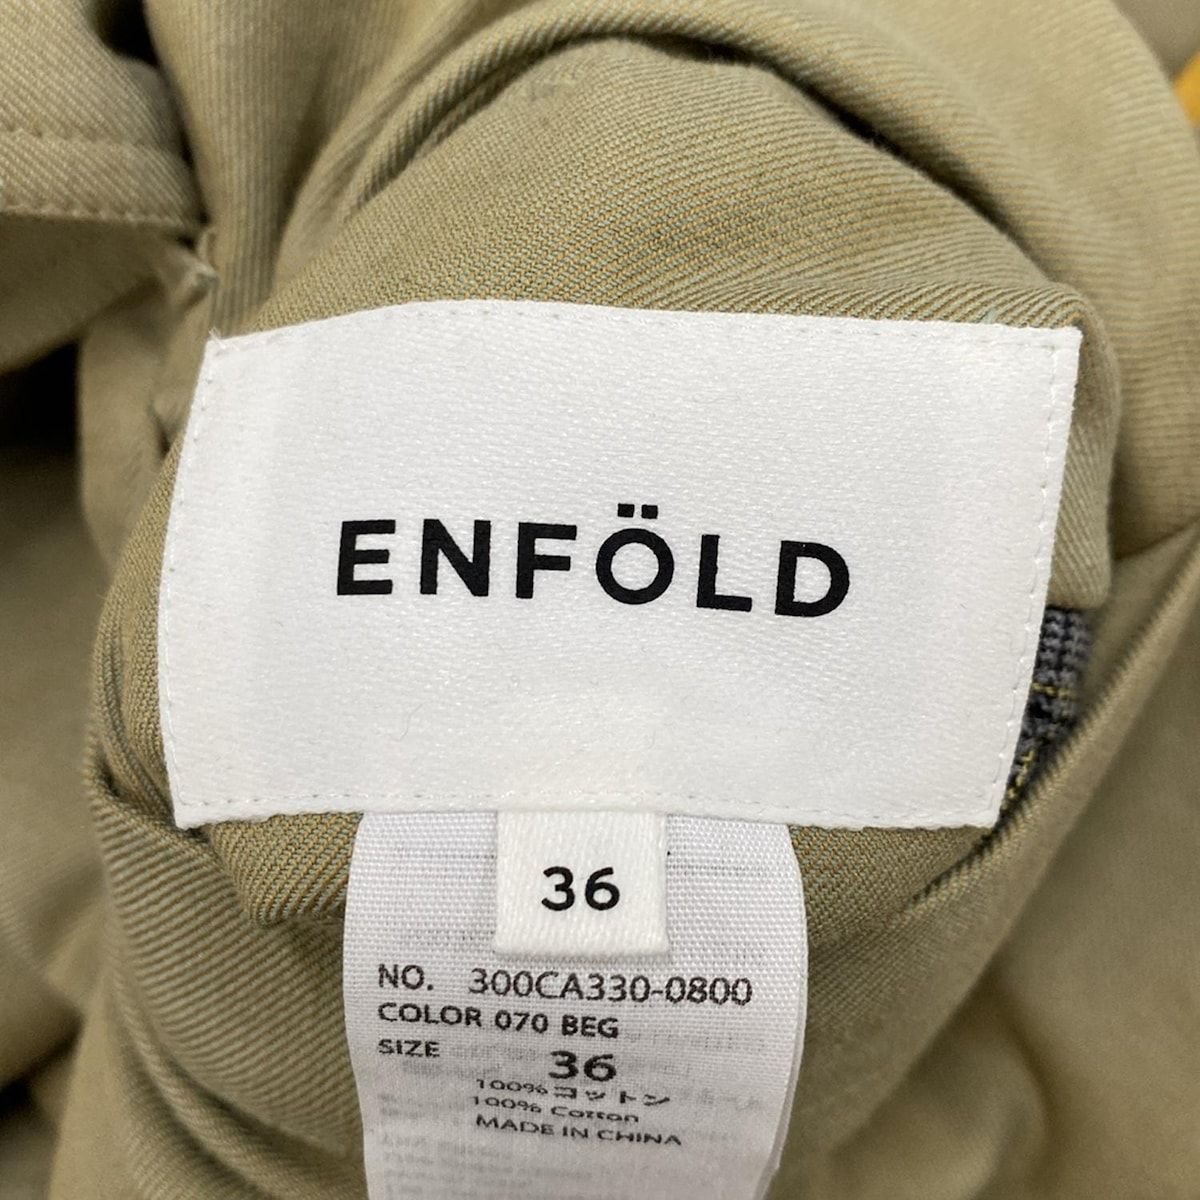 ENFÖLD
36
NO. 300CA330-0800
COLOR 070 BEG
SIZE 36
100% コットン
100% Cotton
MADE IN CHINA